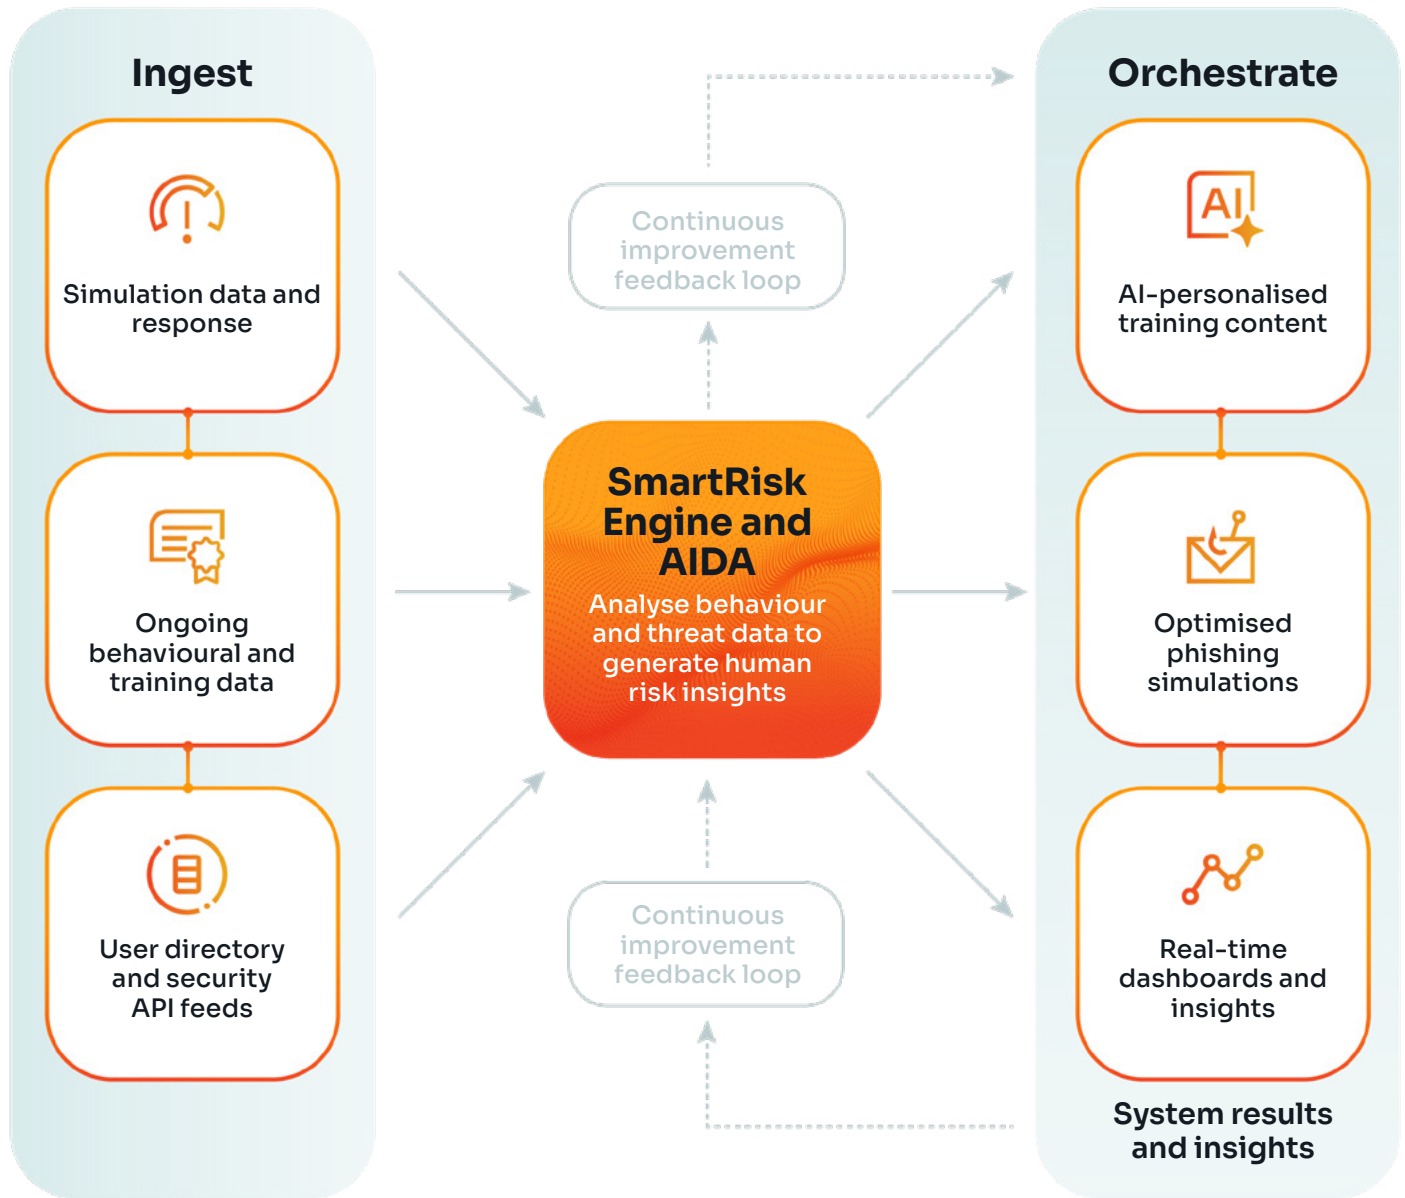 Ingest
Simulation data and
response
Ongoing
behavioural and
training data
User directory
and security
API feeds
Continuous
improvement
feedback loop
SmartRisk
Engine and
AIDA
Analyse behaviour
and threat data to
generate human
risk insights
Continuous
improvement
feedback loop
Orchestrate
AI
AI-personalised
training content
Optimised
phishing
simulations
Real-time
dashboards and
insights
System results
and insights